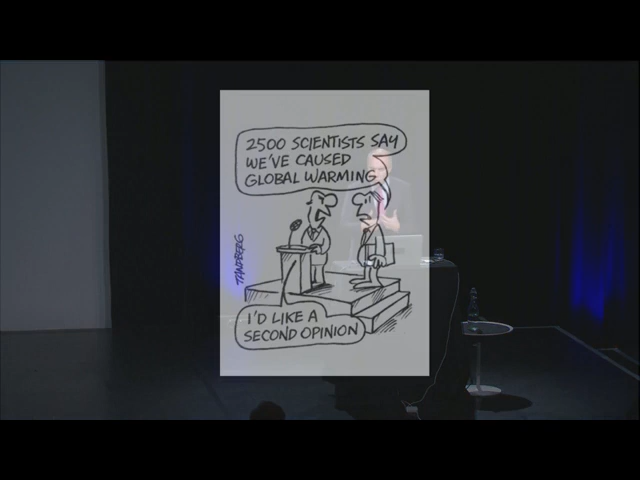 2500 SCIENTISTS SAY
WE'VE CAUSED
GLOBAL WARMING
TANDBERG
I'D LIKE A
SECOND OPINION